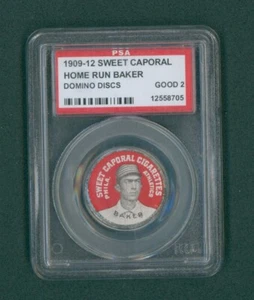 PSA
1909-12 SWEET CAPORAL
HOME RUN BAKER
DOMINO DISCS GOOD 2
12558705
SWEET CAPORAL CIGARETTES
PHILA. ATHLETICS
BAKER